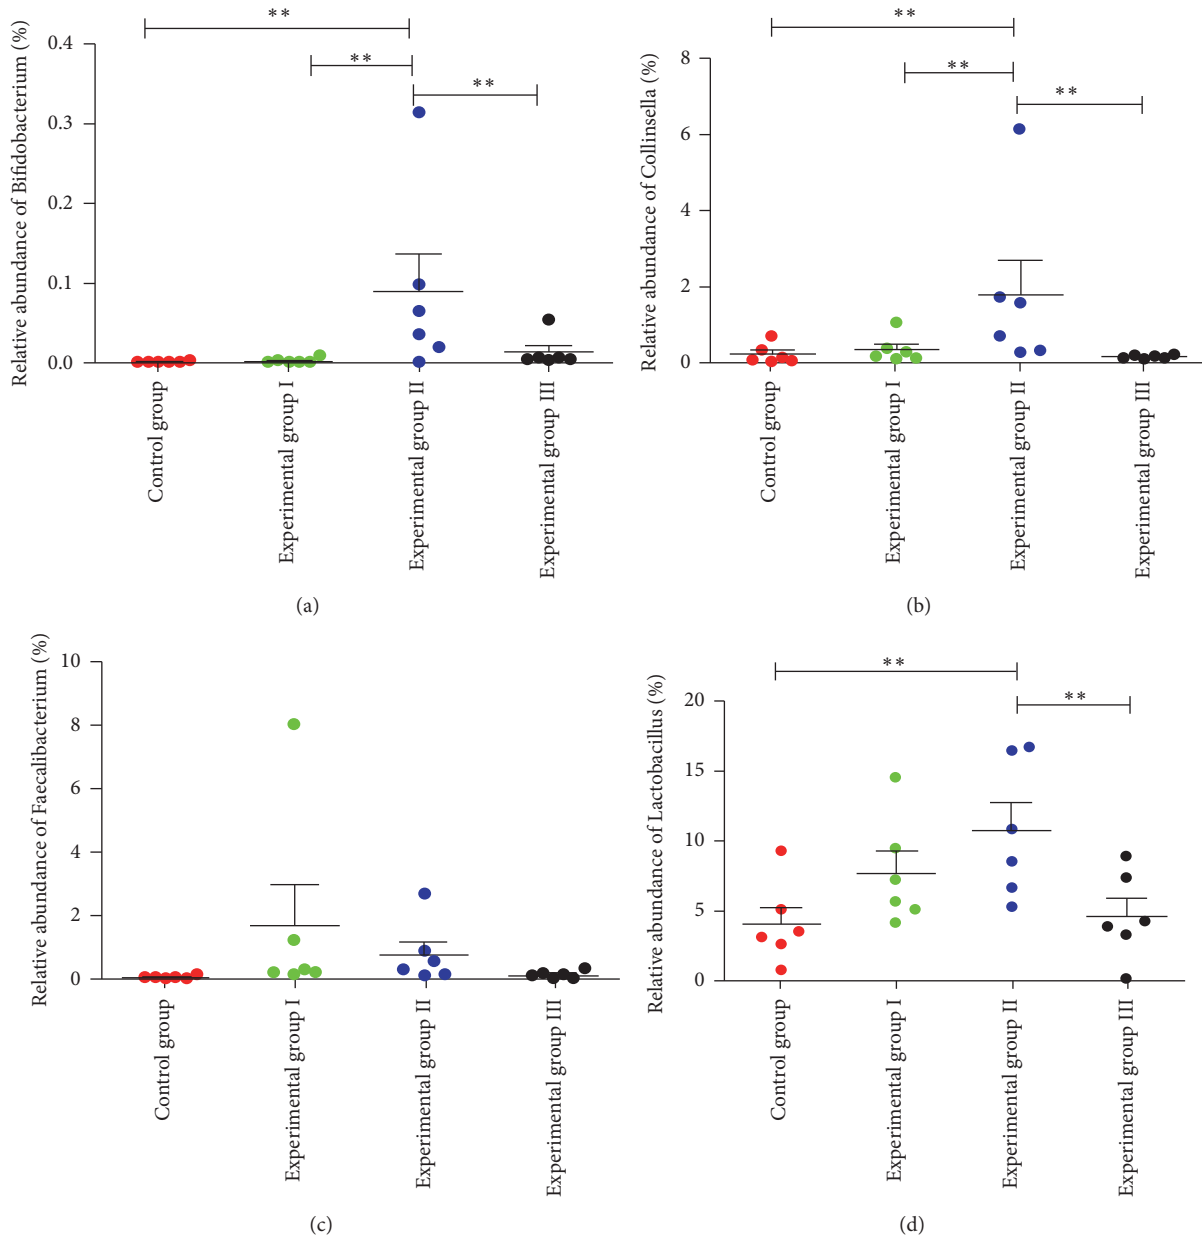 **
**
**
Relative abundance of Bifidobacterium (%)
0.4
0.3
0.2
0.1
0.0
Control group
Experimental group I
Experimental group II
Experimental group III
(a)
**
**
**
Relative abundance of Collinsella (%)
8
6
4
2
0
Control group
Experimental group I
Experimental group II
Experimental group III
(b)
Relative abundance of Faecalibacterium (%)
10
8
6
4
2
0
Control group
Experimental group I
Experimental group II
Experimental group III
(c)
**
**
Relative abundance of Lactobacillus (%)
20
15
10
5
0
Control group
Experimental group I
Experimental group II
Experimental group III
(d)